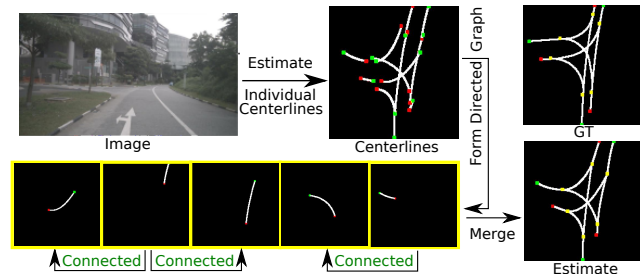 Estimate
Individual
Centerlines
Image
Centerlines
Form Directed Graph
GT
Merge
Connected
Connected
Connected
Estimate